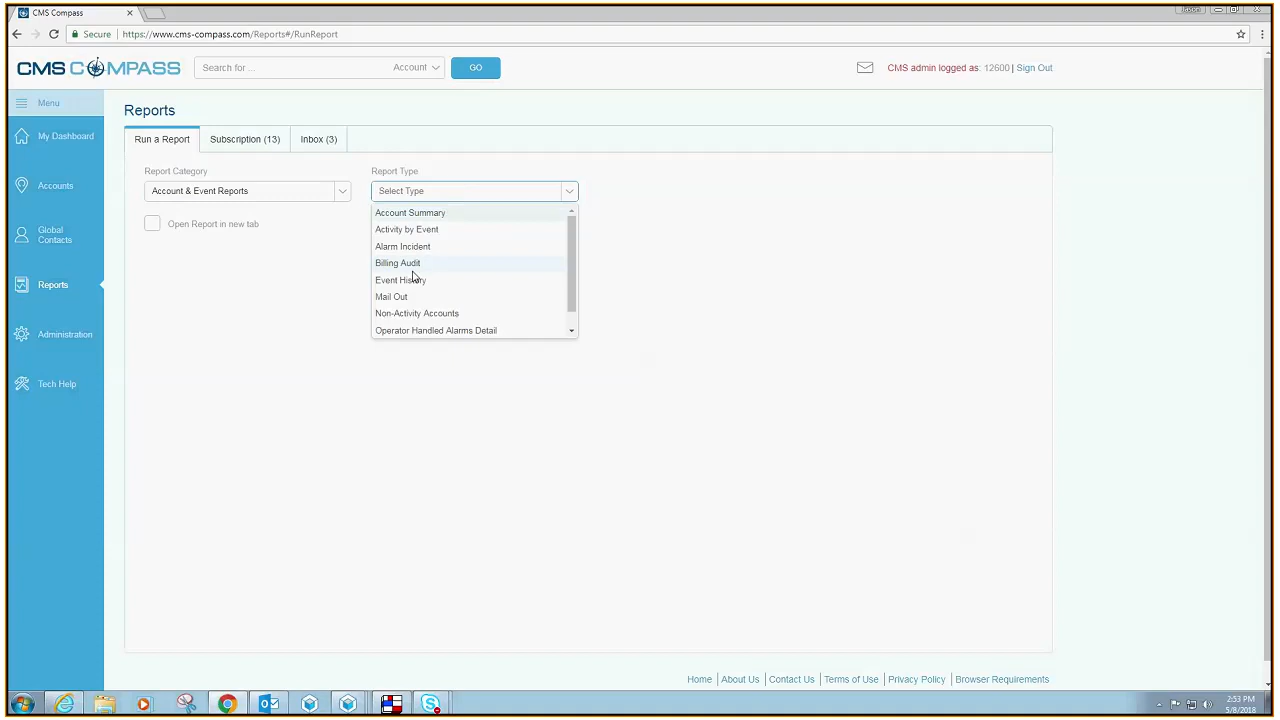 CMS Compass
Secure
https://www.cms-compass.com/Reports#/RunReport
CMS COMPASS
Search for ...
Account
GO
CMS admin logged as: 12600 | Sign Out
Menu
My Dashboard
Accounts
Global
Contacts
Reports
Administration
Tech Help
Reports
Run a Report
Subscription (13)
Inbox (3)
Report Category
Account & Event Reports
Open Report in new tab
Report Type
Select Type
Account Summary
Activity by Event
Alarm Incident
Billing Audit
Event History
Mail Out
Non-Activity Accounts
Operator Handled Alarms Detail
Home | About Us | Contact Us | Terms of Use | Privacy Policy | Browser Requirements
2:53 PM
5/8/2018